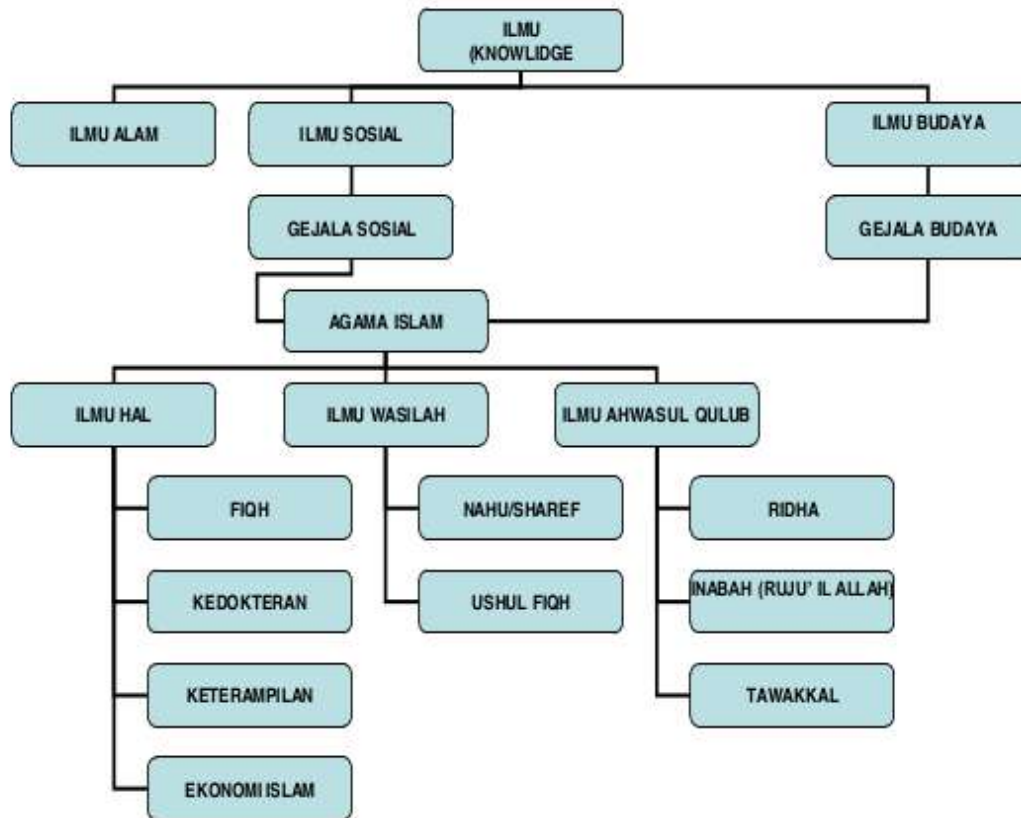 ILMU
(KNOWLIDGE
ILMU ALAM
ILMU SOSIAL
ILMU BUDAYA
GEJALA SOSIAL
GEJALA BUDAYA
AGAMA ISLAM
ILMU HAL
ILMU WASILAH
ILMU AHWASUL QULUB
FIQH
NAHU/SHAREF
RIDHA
KEDOKTERAN
USHUL FIQH
INABAH (RUJU' IL ALLAH)
KETERAMPILAN
TAWAKKAL
EKONOMI ISLAM